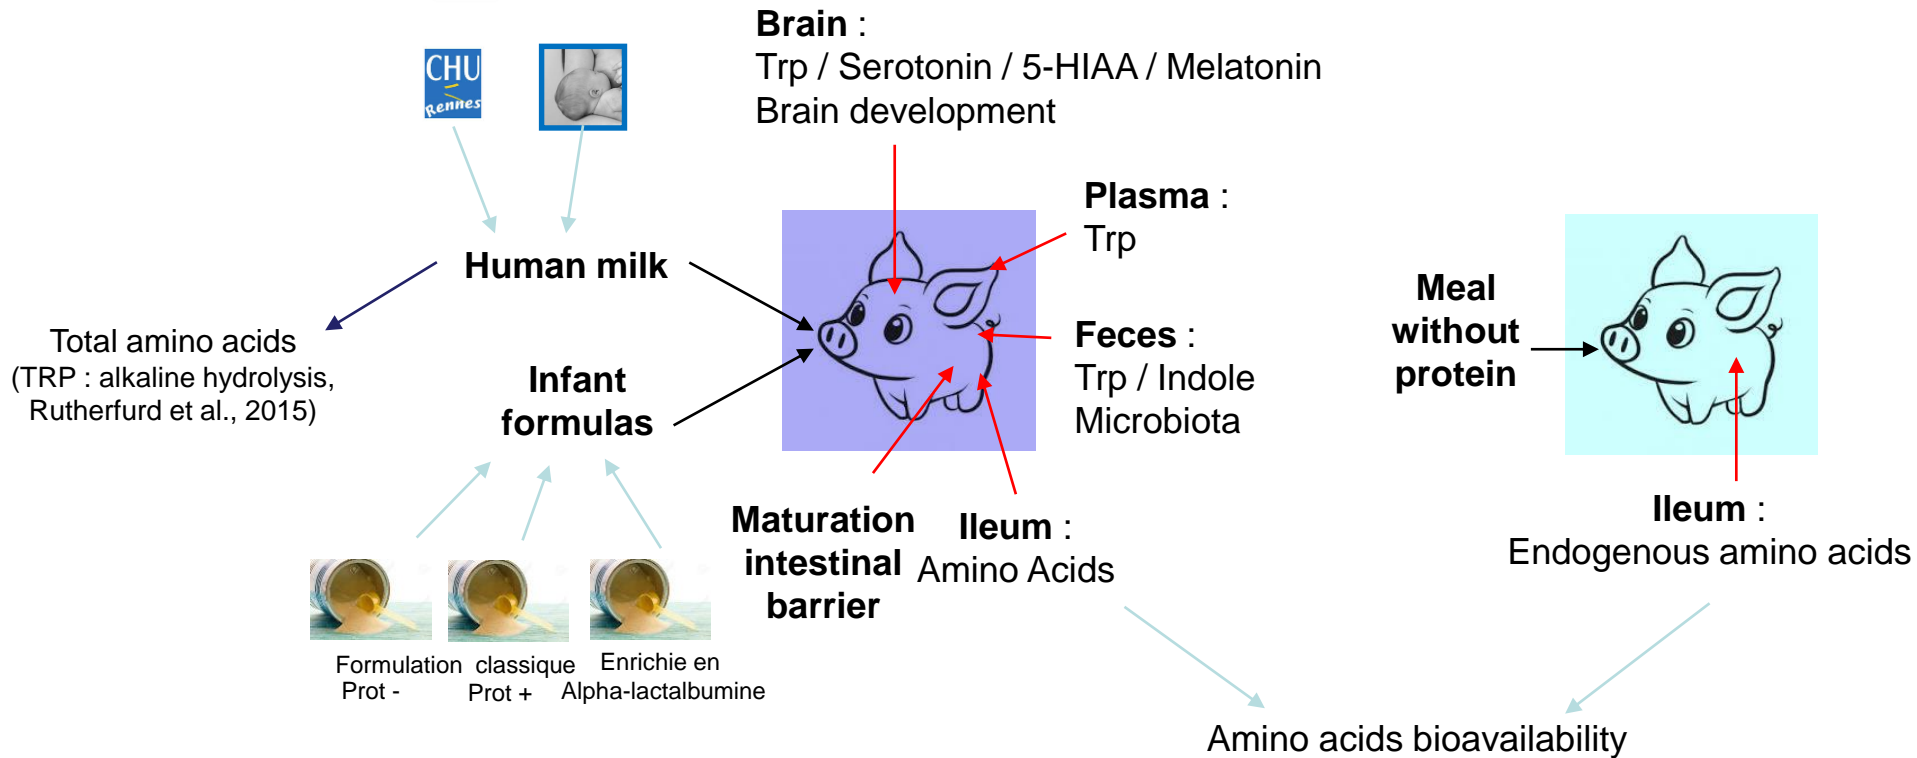 Brain :
Trp / Serotonin / 5-HIAA / Melatonin
Brain development
CHU
Rennes
Plasma :
Trp
Human milk
Total amino acids
(TRP : alkaline hydrolysis,
Rutherfurd et al., 2015)
Infant
formulas
Feces :
Trp / Indole
Microbiota
Meal
without
protein
Maturation
intestinal
barrier
Ileum :
Amino Acids
Ileum :
Endogenous amino acids
Formulation classique
Prot -
Prot +
Enrichie en
Alpha-lactalbumine
Amino acids bioavailability